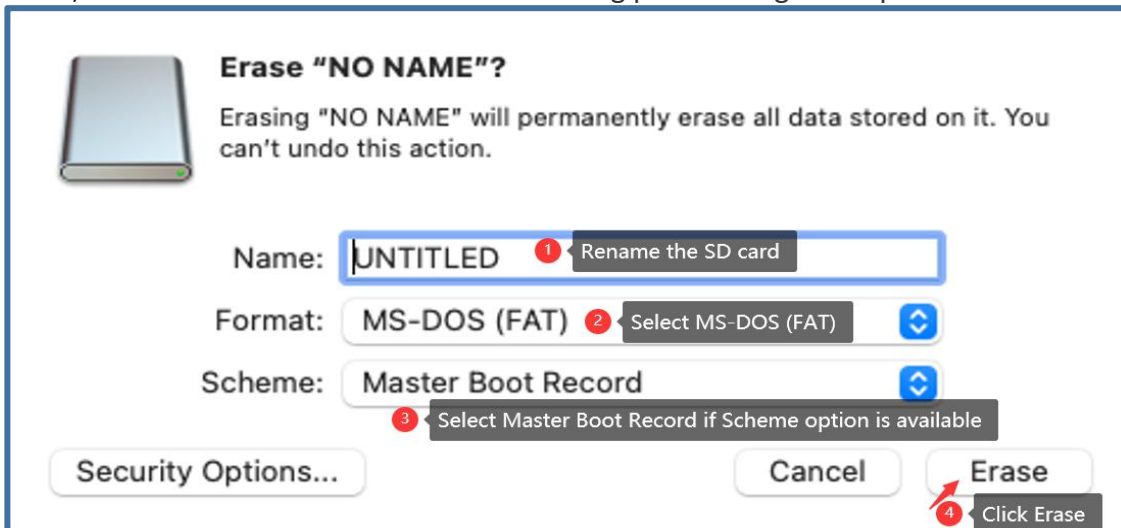 Erase "NO NAME"?
Erasing "NO NAME" will permanently erase all data stored on it. You
can't undo this action.
Name: UNTITLED 1 Rename the SD card
Format: MS-DOS (FAT) 2 Select MS-DOS (FAT)
Scheme: Master Boot Record
3 Select Master Boot Record if Scheme option is available
Security Options... Cancel Erase
4 Click Erase